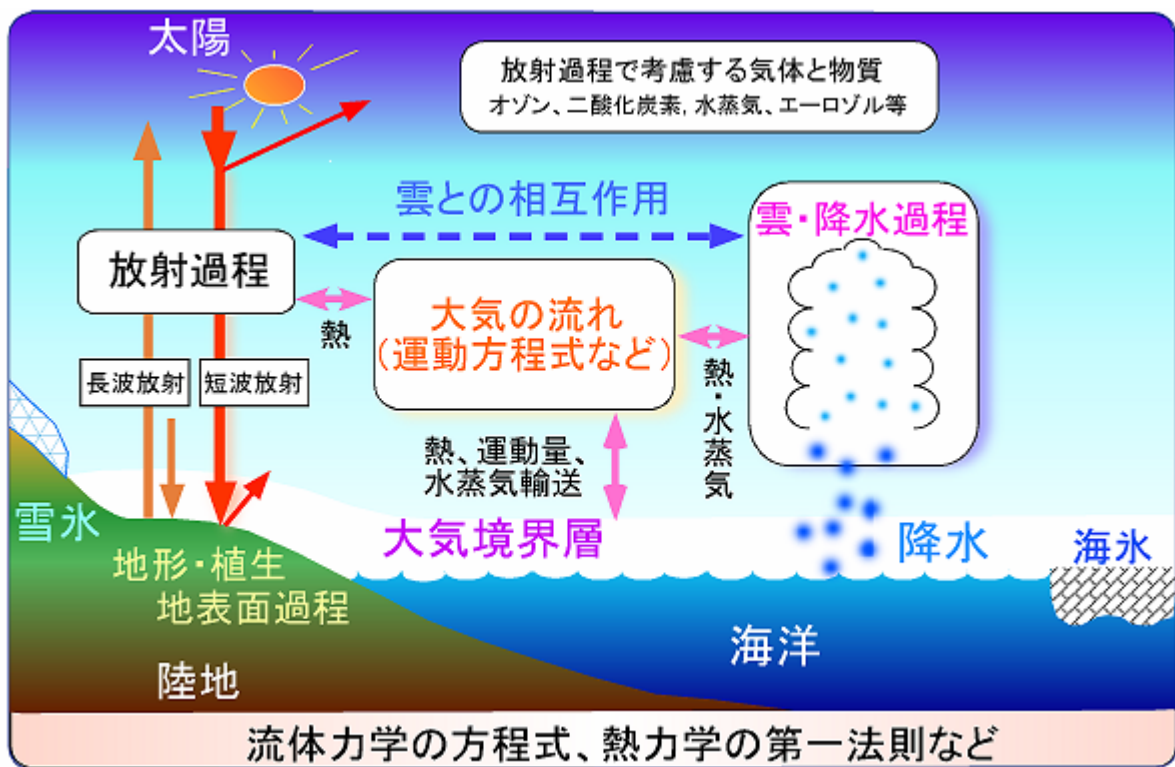 太陽
放射過程で考慮する気体と物質
オゾン、二酸化炭素, 水蒸気、エーロゾル等
雲との相互作用
雲・降水過程
放射過程
熱
大気の流れ
(運動方程式など)
長波放射
短波放射
熱・水蒸気
熱、運動量、
水蒸気輸送
雪氷
大気境界層
降水
海氷
地形・植生
地表面過程
海洋
陸地
流体力学の方程式、熱力学の第一法則など